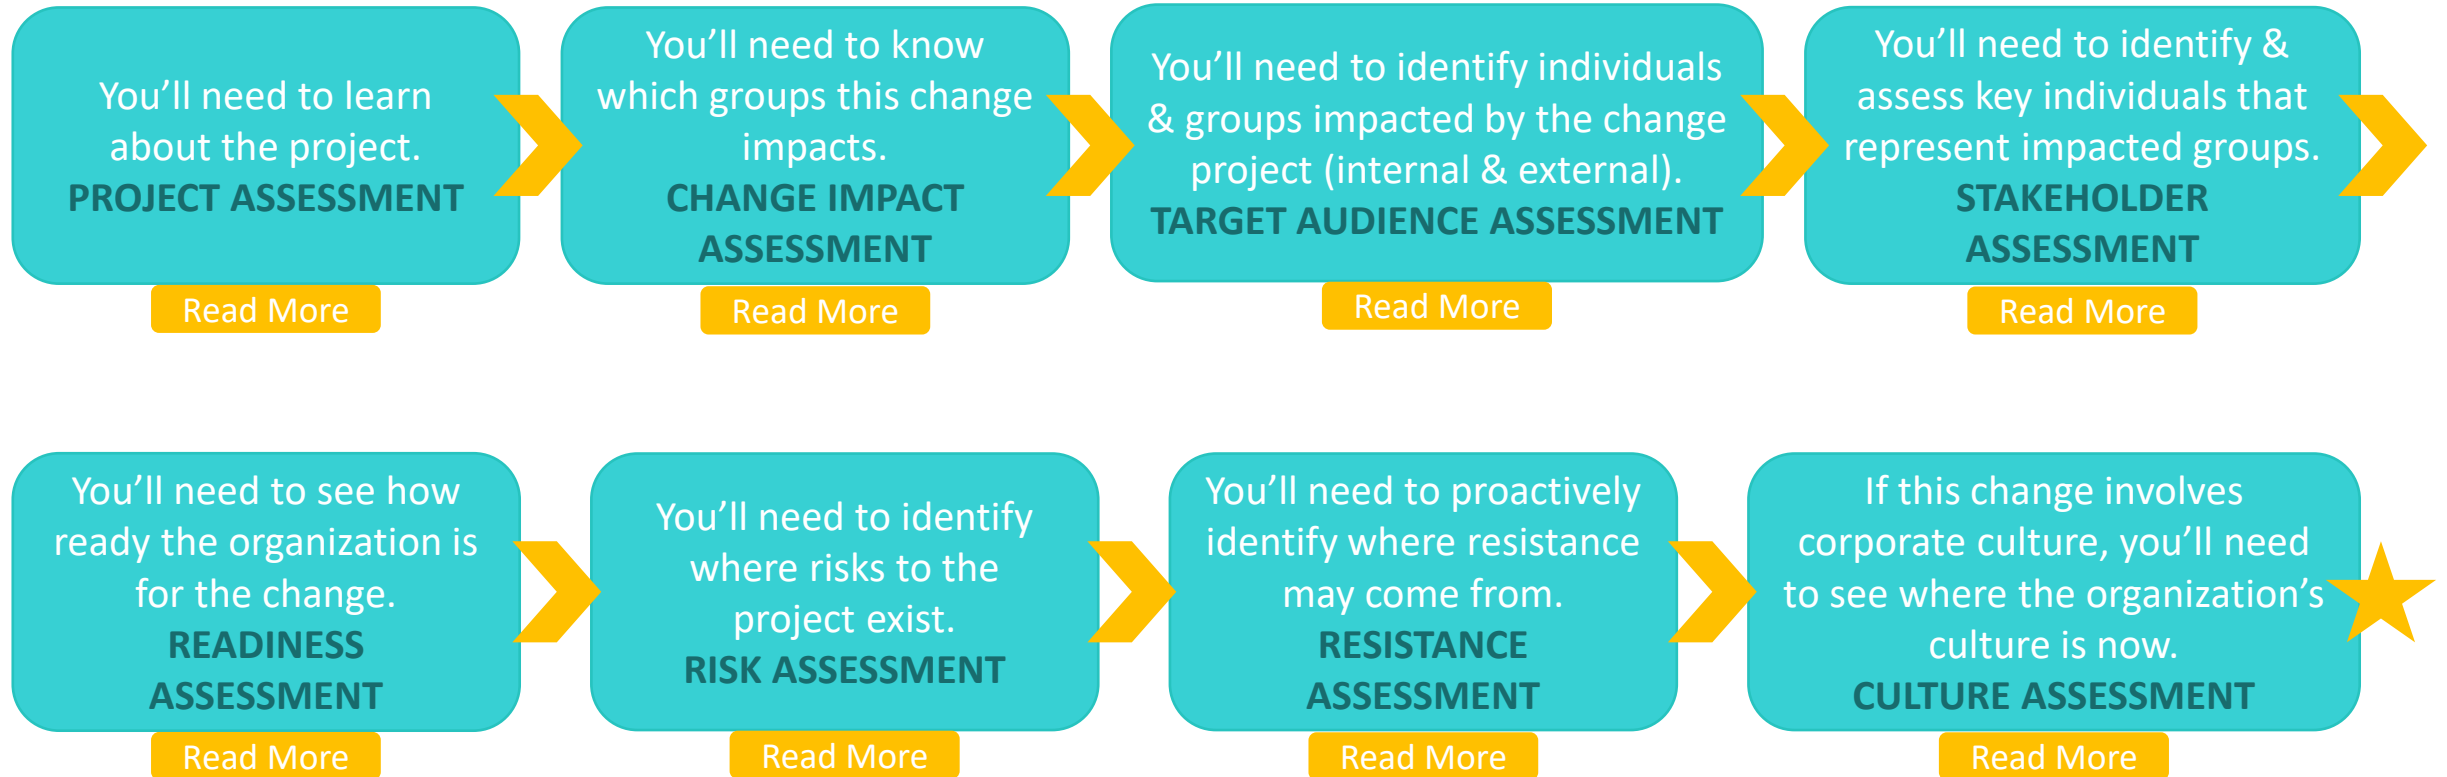 You’ll need to learn
about the project.
PROJECT ASSESSMENT
Read More
You’ll need to know
which groups this change
impacts.
CHANGE IMPACT
ASSESSMENT
Read More
You’ll need to identify individuals
& groups impacted by the change
project (internal & external).
TARGET AUDIENCE ASSESSMENT
Read More
You’ll need to identify &
assess key individuals that
represent impacted groups.
STAKEHOLDER
ASSESSMENT
Read More
You’ll need to see how
ready the organization is
for the change.
READINESS
ASSESSMENT
Read More
You’ll need to identify
where risks to the
project exist.
RISK ASSESSMENT
Read More
You’ll need to proactively
identify where resistance
may come from.
RESISTANCE
ASSESSMENT
Read More
If this change involves
corporate culture, you’ll need
to see where the organization’s
culture is now.
CULTURE ASSESSMENT
Read More